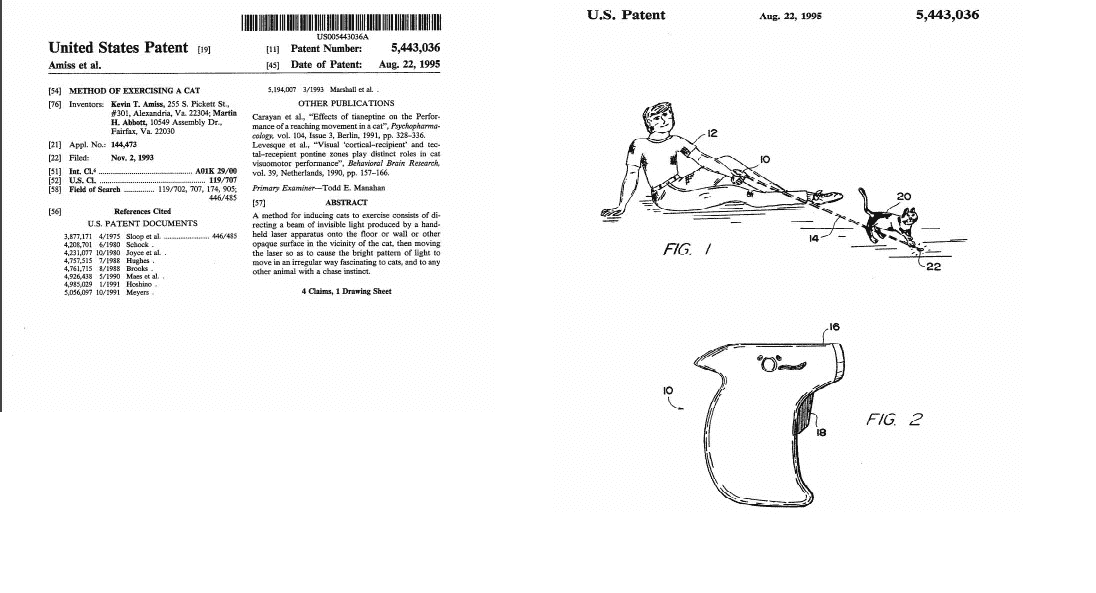 US005443036A
United States Patent [19]
Amiss et al.
[11] Patent Number: 5,443,036
[45] Date of Patent: Aug. 22, 1995
[54] METHOD OF EXERCISING A CAT
[76] Inventors: Kevin T. Amiss, 255 S. Pickett St.,
#301, Alexandria, Va. 22304; Martin
H. Abbott, 10549 Assembly Dr.,
Fairfax, Va. 22030
[21] Appl. No.: 144,473
[22] Filed: Nov. 2, 1993
[51] Int. Cl.⁶ .................................... A01K 29/00
[52] U.S. Cl. .................................... 119/707
[58] Field of Search ............ 119/702, 707, 174, 905;
446/485
[56] References Cited
U.S. PATENT DOCUMENTS
3,877,171 4/1975 Sloop et al. .................. 446/485
4,208,701 6/1980 Schock .
4,231,077 10/1980 Joyce et al. .
4,757,515 7/1988 Hughes .
4,761,715 8/1988 Brooks .
4,926,438 5/1990 Maes et al. .
4,985,029 1/1991 Hoshino .
5,056,097 10/1991 Meyers .
5,194,007 3/1993 Marshall et al. .
OTHER PUBLICATIONS
Carayan et al., “Effects of tianeptine on the Perfor-
mance of a reaching movement in a cat”, Psychopharma-
cology, vol. 104, Issue 3, Berlin, 1991, pp. 328-336.
Levesque et al., “Visual ‘cortical-recipient’ and tec-
tal-recepient pontine zones play distinct roles in cat
visuomotor performance”, Behavioral Brain Research,
vol. 39, Netherlands, 1990, pp. 157-166.
Primary Examiner—Todd E. Manahan
[57] ABSTRACT
A method for inducing cats to exercise consists of di-
recting a beam of invisible light produced by a hand-
held laser apparatus onto the floor or wall or other
opaque surface in the vicinity of the cat, then moving
the laser so as to cause the bright pattern of light to
move in an irregular way fascinating to cats, and to any
other animal with a chase instinct.
4 Claims, 1 Drawing Sheet
U.S. Patent Aug. 22, 1995 5,443,036
12
10
20
14
22
FIG. 1
16
10
18
FIG. 2